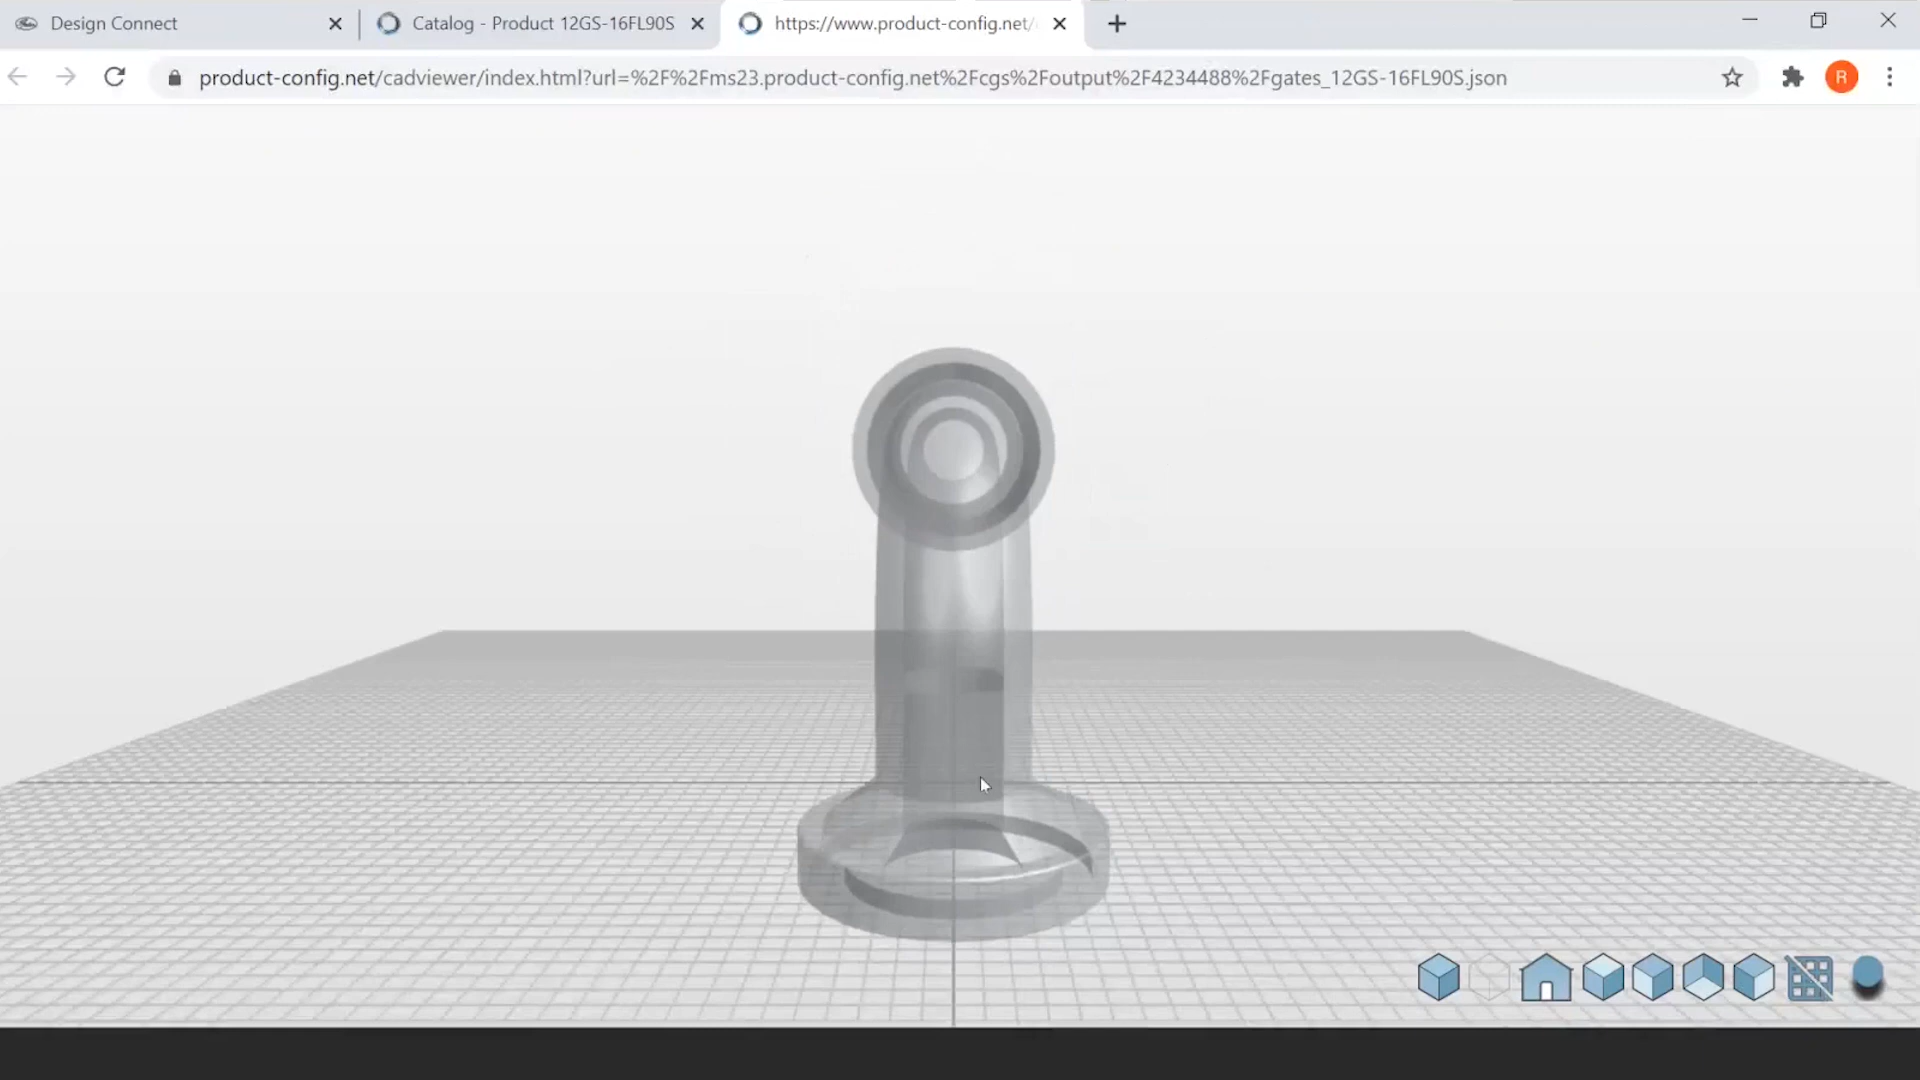 Design Connect
Catalog - Product 12GS-16FL90S
https://www.product-config.net/
product-config.net/cadviewer/index.html?url=%2F%2Fms23.product-config.net%2Fcgs%2Foutput%2F4234488%2Fgates_12GS-16FL90S.json
R